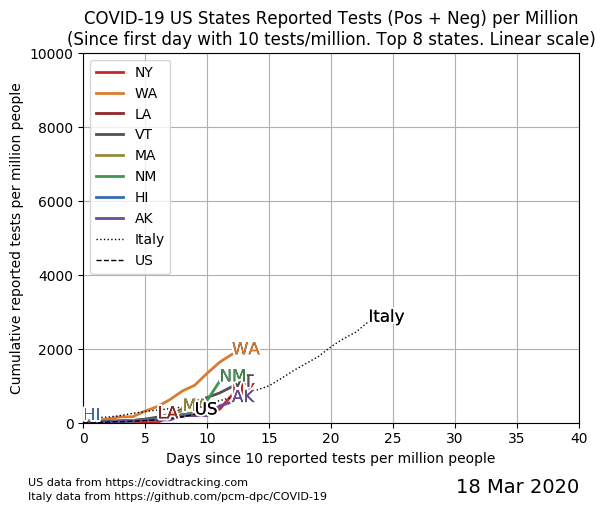 COVID-19 US States Reported Tests (Pos + Neg) per Million
(Since first day with 10 tests/million. Top 8 states. Linear scale)
Cumulative reported tests per million people
10000
8000
6000
4000
2000
0
NY
WA
LA
VT
MA
NM
HI
AK
Italy
US
Italy
WA
NM
AK
US
LA
HI
0 5 10 15 20 25 30 35 40
Days since 10 reported tests per million people
US data from https://covidtracking.com
Italy data from https://github.com/pcm-dpc/COVID-19
18 Mar 2020